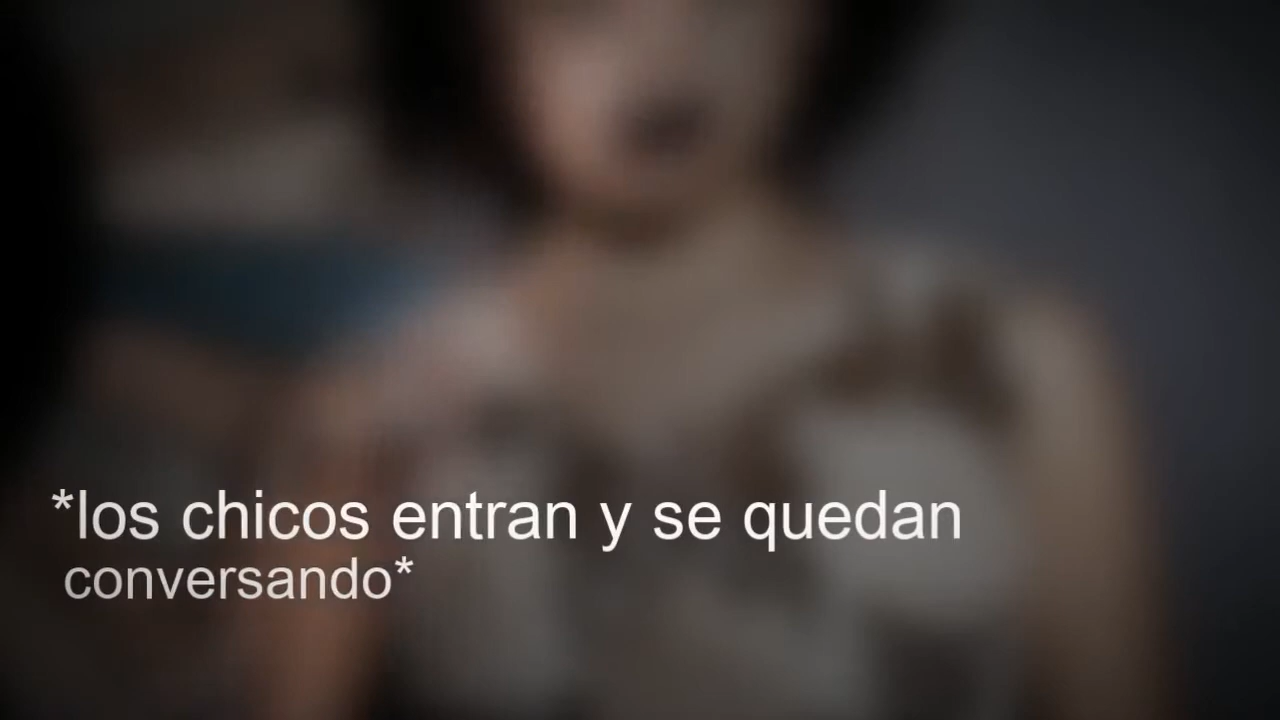 *los chicos entran y se quedan
conversando*